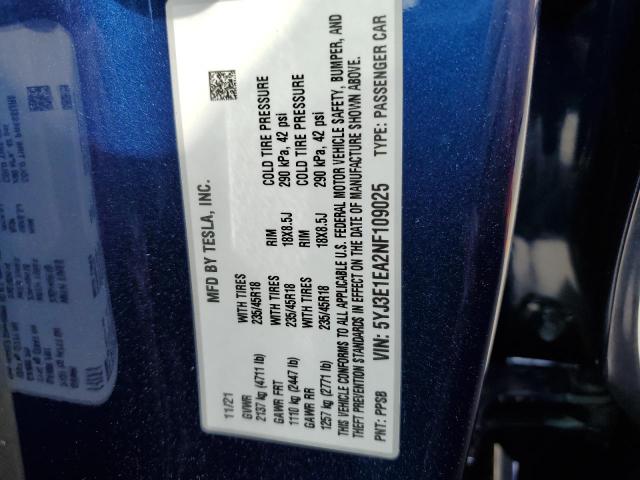 MFD BY TESLA, INC.
11/21
GVWR
2137 kg (4711 lb)
GAWR FRT WITH TIRES RIM COLD TIRE PRESSURE
1110 kg (2447 lb) 235/45R18 18X8.5J 290 kPa, 42 psi
GAWR RR WITH TIRES RIM COLD TIRE PRESSURE
1257 kg (2771 lb) 235/45R18 18X8.5J 290 kPa, 42 psi
WITH TIRES
235/45R18
THIS VEHICLE CONFORMS TO ALL APPLICABLE U.S. FEDERAL MOTOR VEHICLE SAFETY, BUMPER, AND
THEFT PREVENTION STANDARDS IN EFFECT ON THE DATE OF MANUFACTURE SHOWN ABOVE.
PNT: PPSB VIN: 5YJ3E1EA2NF109025 TYPE: PASSENGER CAR